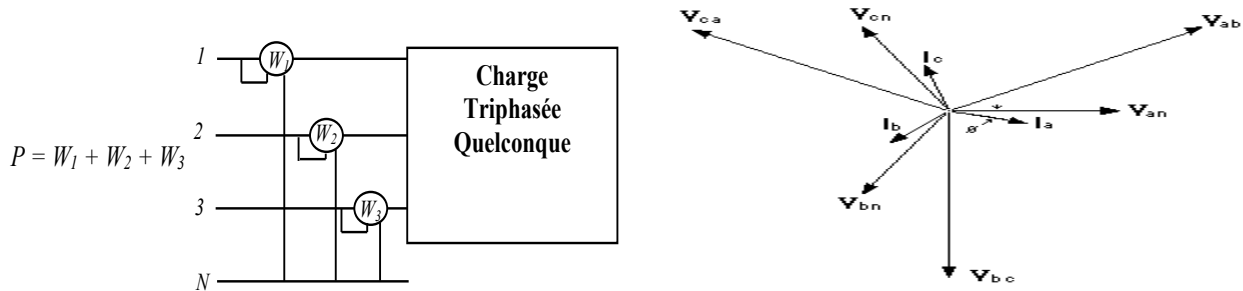 P = W1 + W2 + W3
1
W1
2
W2
3
W3
N
Charge
Triphasée
Quelconque
Vca
Vcn
Vab
Ic
Van
Ia
ø
Ib
Vbn
Vbc